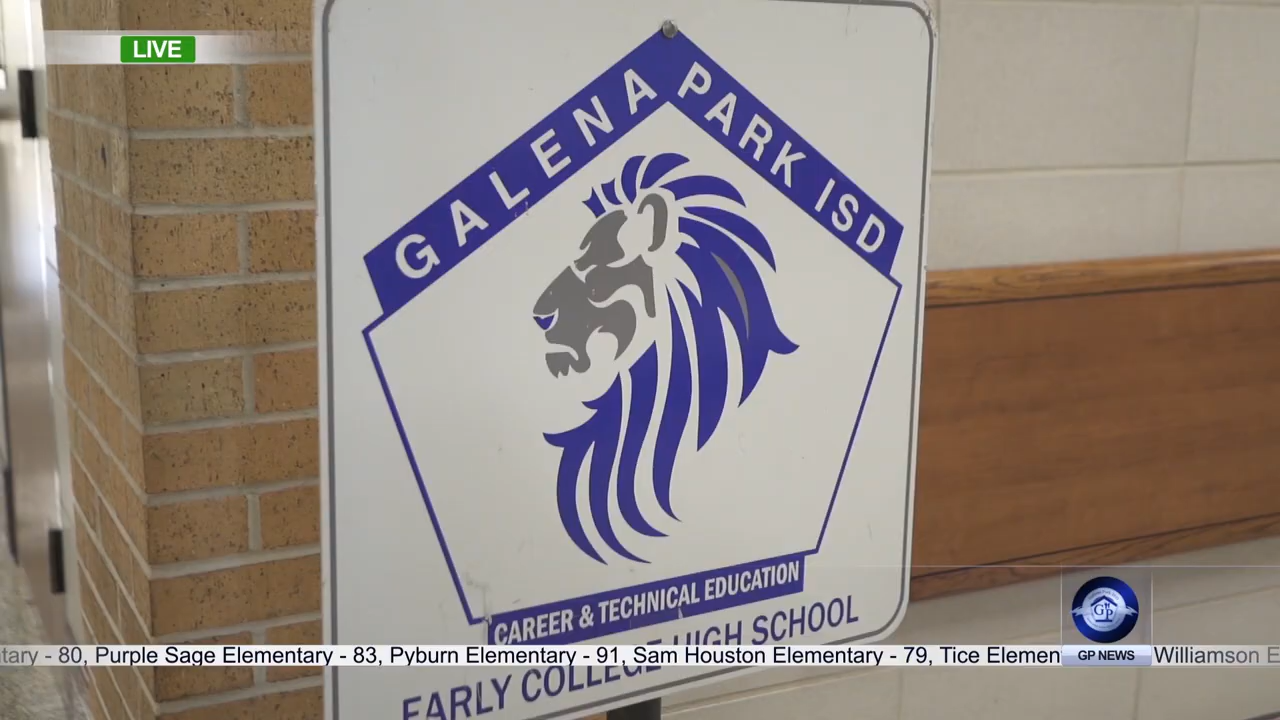 LIVE
GALENA PARK ISD
CAREER & TECHNICAL EDUCATION
EARLY COLLEGE HIGH SCHOOL
tary - 80, Purple Sage Elementary - 83, Pyburn Elementary - 91, Sam Houston Elementary - 79, Tice Elemen
GP
GP NEWS
Williamson E